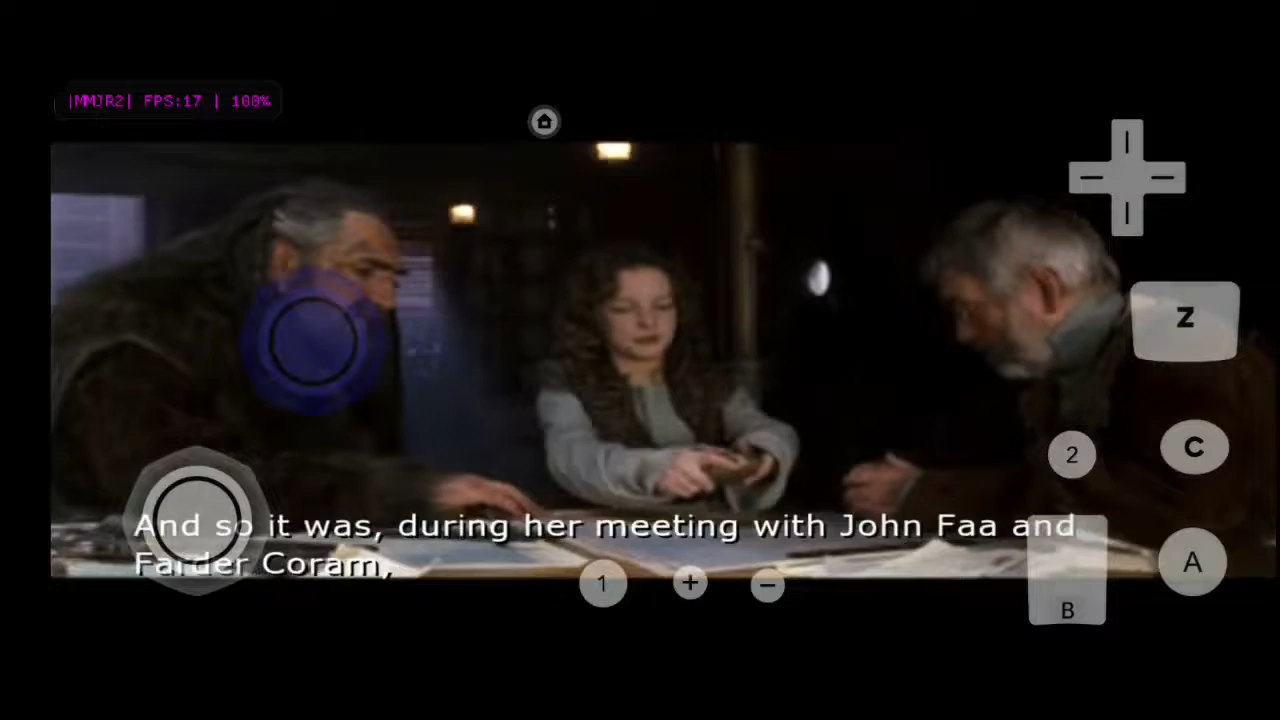 |MMJR2| FPS:17 | 100%
Z
2
C
And so it was, during her meeting with John Faa and
Farder Coram,
1
+
-
A
B